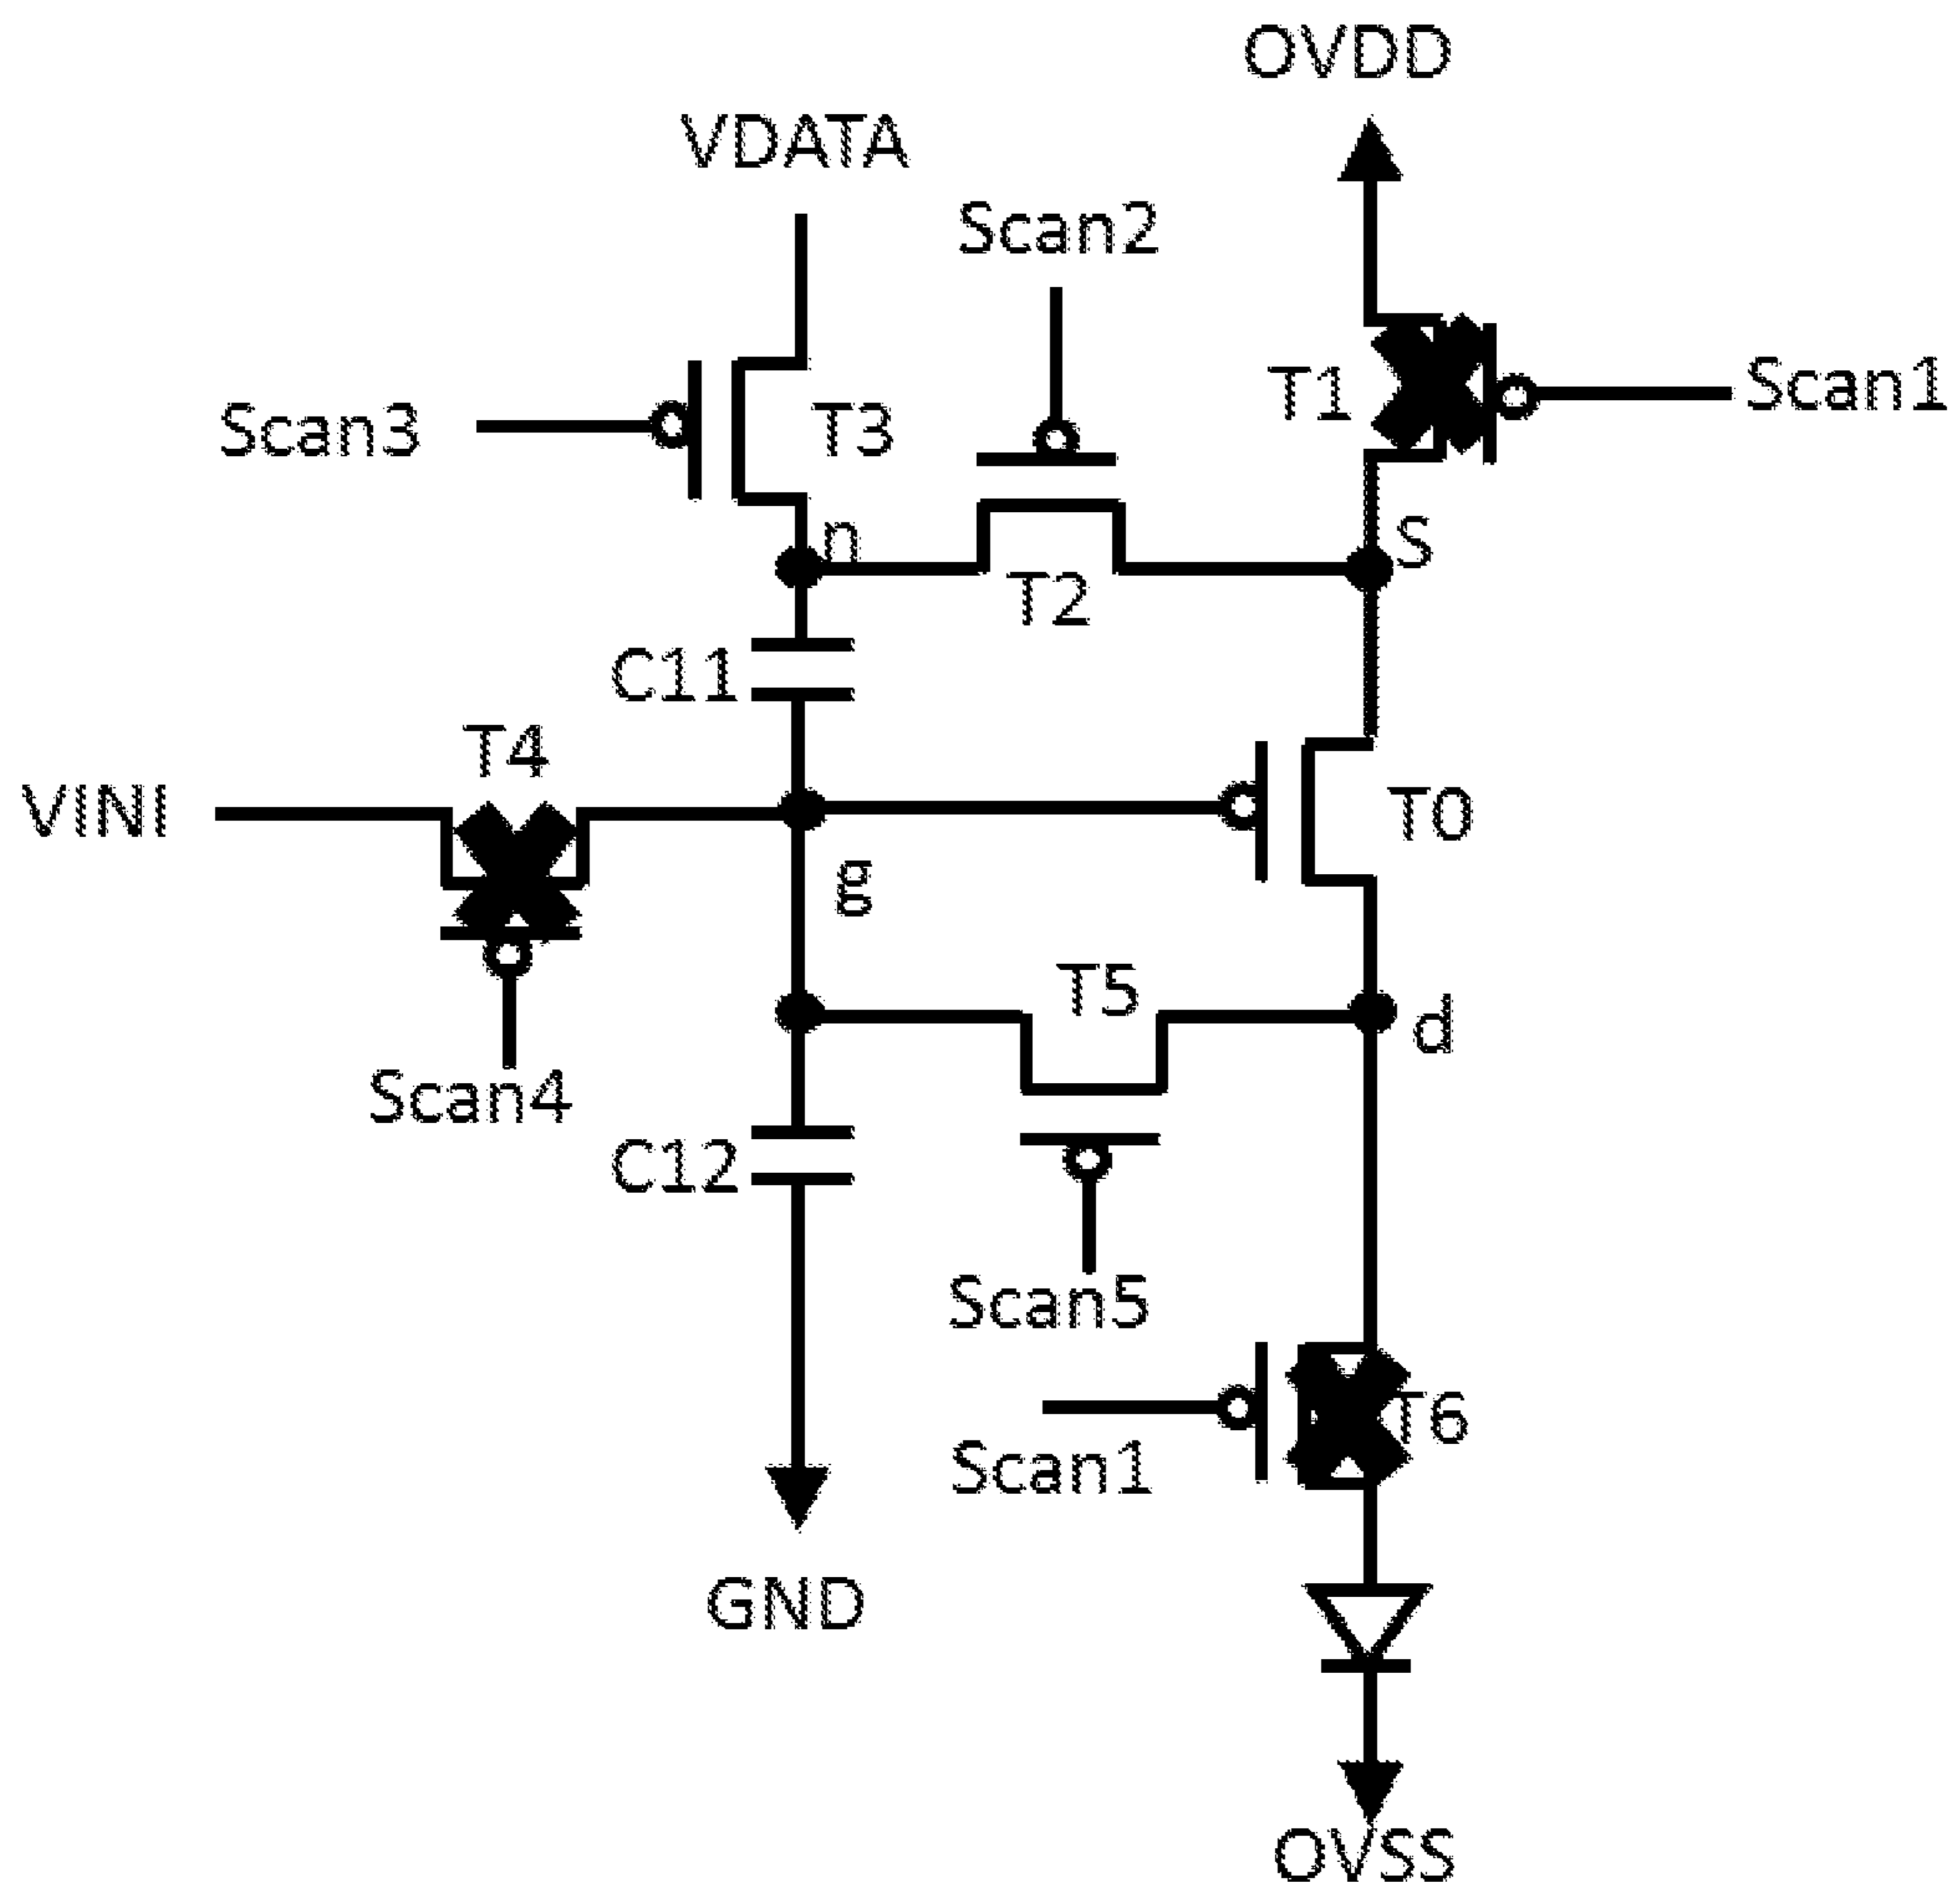 OVDD
VDATA
Scan2
Scan3
T3
T1
Scan1
n
S
T2
C11
T4
VINI
T0
g
T5
d
Scan4
C12
Scan5
T6
Scan1
GND
OVSS